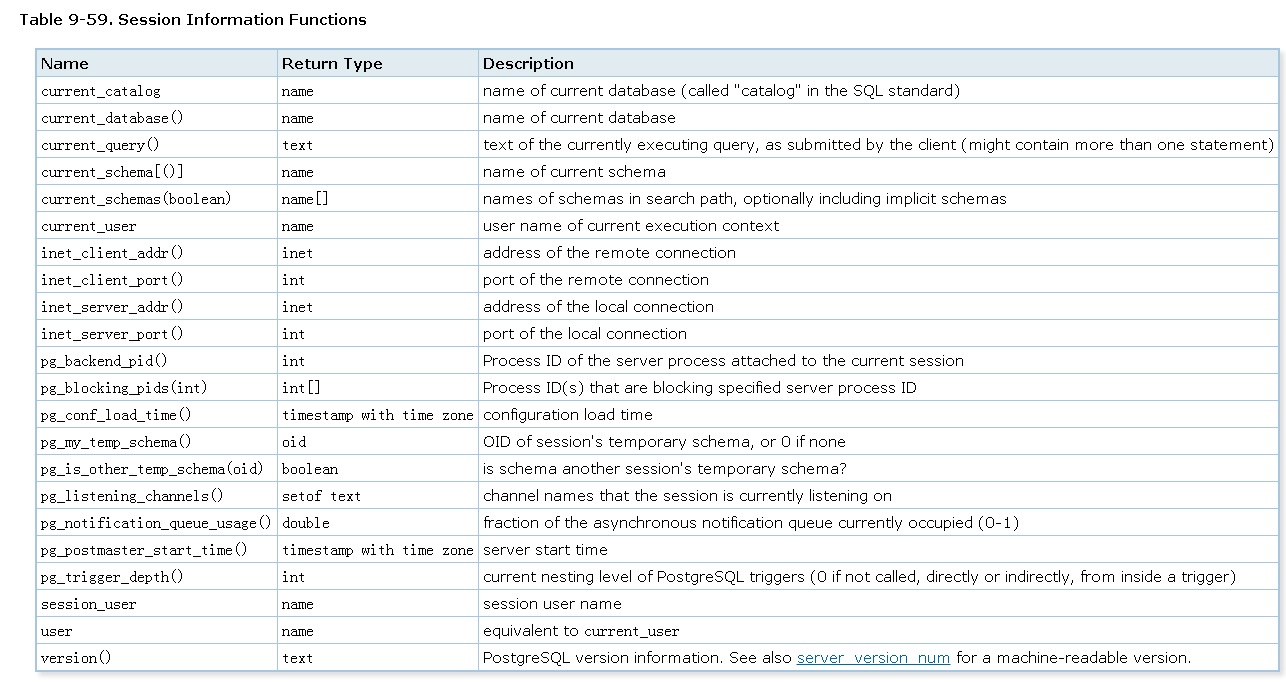 Table 9-59. Session Information Functions
Name Return Type Description
current_catalog name name of current database (called "catalog" in the SQL standard)
current_database() name name of current database
current_query() text text of the currently executing query, as submitted by the client (might contain more than one statement)
current_schema[()] name name of current schema
current_schemas(boolean) name[] names of schemas in search path, optionally including implicit schemas
current_user name user name of current execution context
inet_client_addr() inet address of the remote connection
inet_client_port() int port of the remote connection
inet_server_addr() inet address of the local connection
inet_server_port() int port of the local connection
pg_backend_pid() int Process ID of the server process attached to the current session
pg_blocking_pids(int) int[] Process ID(s) that are blocking specified server process ID
pg_conf_load_time() timestamp with time zone configuration load time
pg_my_temp_schema() oid OID of session's temporary schema, or 0 if none
pg_is_other_temp_schema(oid) boolean is schema another session's temporary schema?
pg_listening_channels() setof text channel names that the session is currently listening on
pg_notification_queue_usage() double fraction of the asynchronous notification queue currently occupied (0-1)
pg_postmaster_start_time() timestamp with time zone server start time
pg_trigger_depth() int current nesting level of PostgreSQL triggers (0 if not called, directly or indirectly, from inside a trigger)
session_user name session user name
user name equivalent to current_user
version() text PostgreSQL version information. See also server_version_num for a machine-readable version.